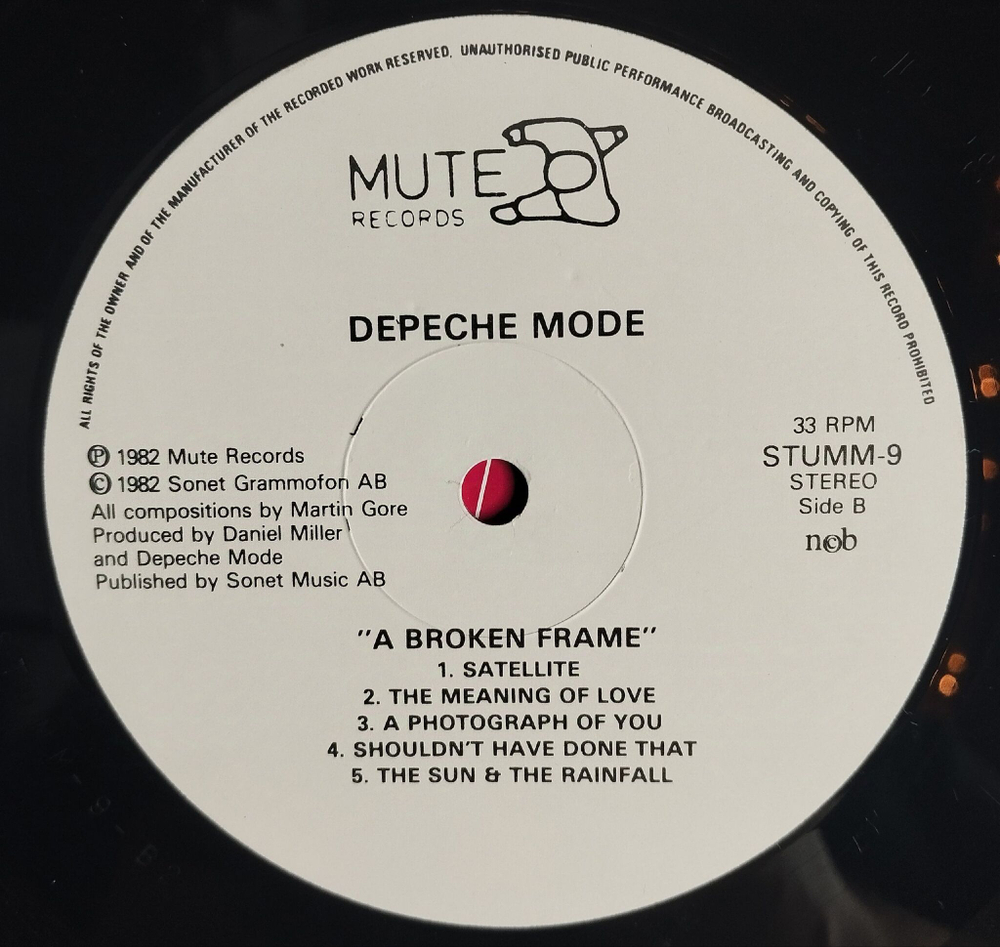 ALL RIGHTS OF THE OWNER AND OF THE MANUFACTURER OF THE RECORDED WORK RESERVED. UNAUTHORISED PUBLIC PERFORMANCE BROADCASTING AND COPYING OF THIS RECORD PROHIBITED
MUTE
RECORDS
DEPECHE MODE
℗ 1982 Mute Records
© 1982 Sonet Grammofon AB
All compositions by Martin Gore
Produced by Daniel Miller
and Depeche Mode
Published by Sonet Music AB
33 RPM
STUMM-9
STEREO
Side B
n©b
"A BROKEN FRAME"
1. SATELLITE
2. THE MEANING OF LOVE
3. A PHOTOGRAPH OF YOU
4. SHOULDN'T HAVE DONE THAT
5. THE SUN & THE RAINFALL